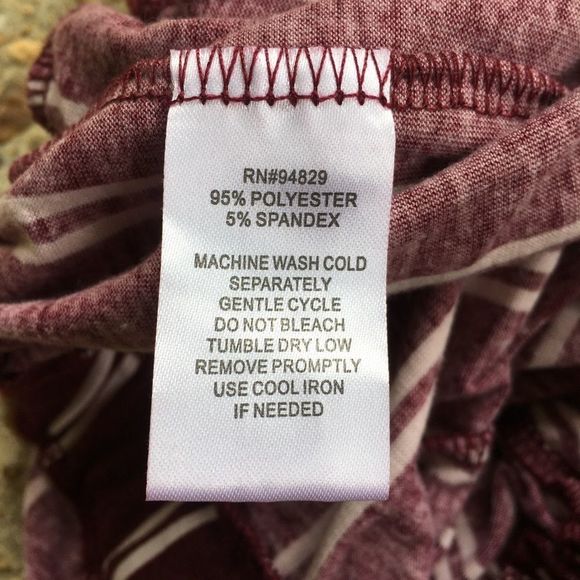 RN#94829
95% POLYESTER
5% SPANDEX
MACHINE WASH COLD
SEPARATELY
GENTLE CYCLE
DO NOT BLEACH
TUMBLE DRY LOW
REMOVE PROMPTLY
USE COOL IRON
IF NEEDED